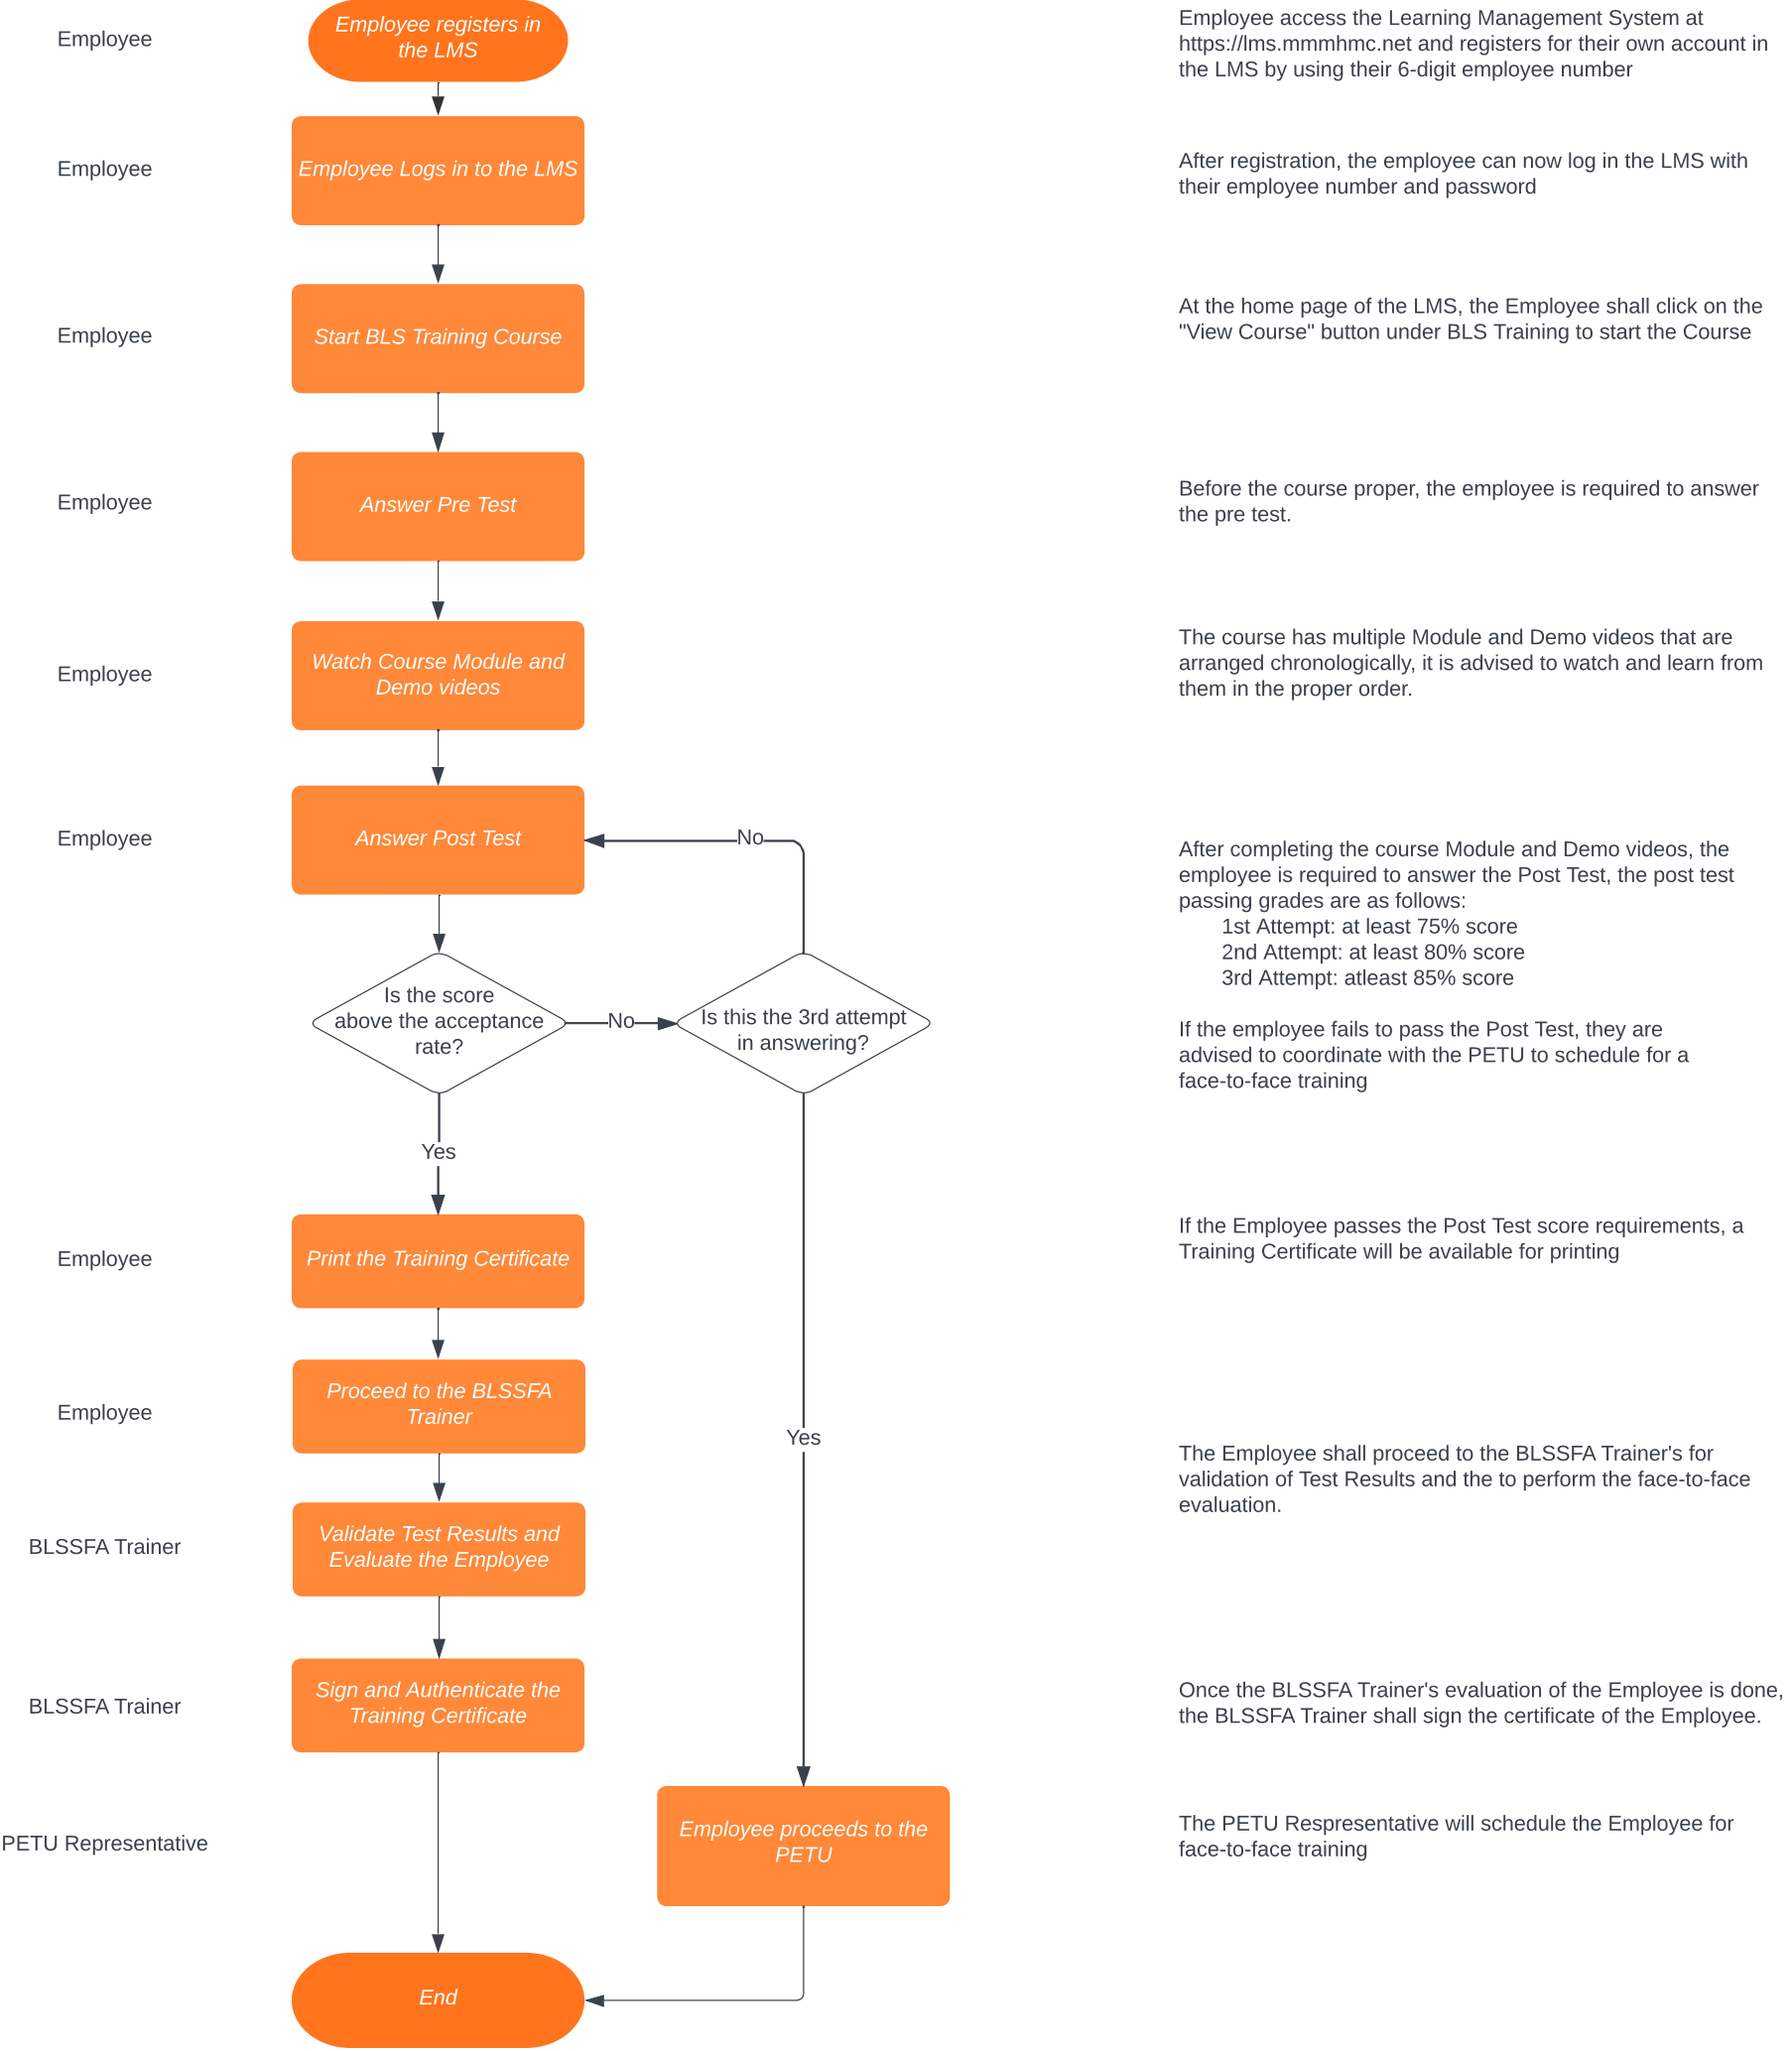 Employee
Employee registers in
the LMS
Employee access the Learning Management System at
https://lms.mmmhmc.net and registers for their own account in
the LMS by using their 6-digit employee number
Employee
Employee Logs in to the LMS
After registration, the employee can now log in the LMS with
their employee number and password
Employee
Start BLS Training Course
At the home page of the LMS, the Employee shall click on the
"View Course" button under BLS Training to start the Course
Employee
Answer Pre Test
Before the course proper, the employee is required to answer
the pre test.
Employee
Watch Course Module and
Demo videos
The course has multiple Module and Demo videos that are
arranged chronologically, it is advised to watch and learn from
them in the proper order.
Employee
Answer Post Test
No
After completing the course Module and Demo videos, the
employee is required to answer the Post Test, the post test
passing grades are as follows:
1st Attempt: at least 75% score
2nd Attempt: at least 80% score
3rd Attempt: atleast 85% score
Is the score
above the acceptance
rate?
No
Is this the 3rd attempt
in answering?
If the employee fails to pass the Post Test, they are
advised to coordinate with the PETU to schedule for a
face-to-face training
Yes
Employee
Print the Training Certificate
If the Employee passes the Post Test score requirements, a
Training Certificate will be available for printing
Employee
Proceed to the BLSSFA
Trainer
Yes
The Employee shall proceed to the BLSSFA Trainer's for
validation of Test Results and the to perform the face-to-face
evaluation.
BLSSFA Trainer
Validate Test Results and
Evaluate the Employee
BLSSFA Trainer
Sign and Authenticate the
Training Certificate
Once the BLSSFA Trainer's evaluation of the Employee is done,
the BLSSFA Trainer shall sign the certificate of the Employee.
PETU Representative
Employee proceeds to the
PETU
The PETU Respresentative will schedule the Employee for
face-to-face training
End